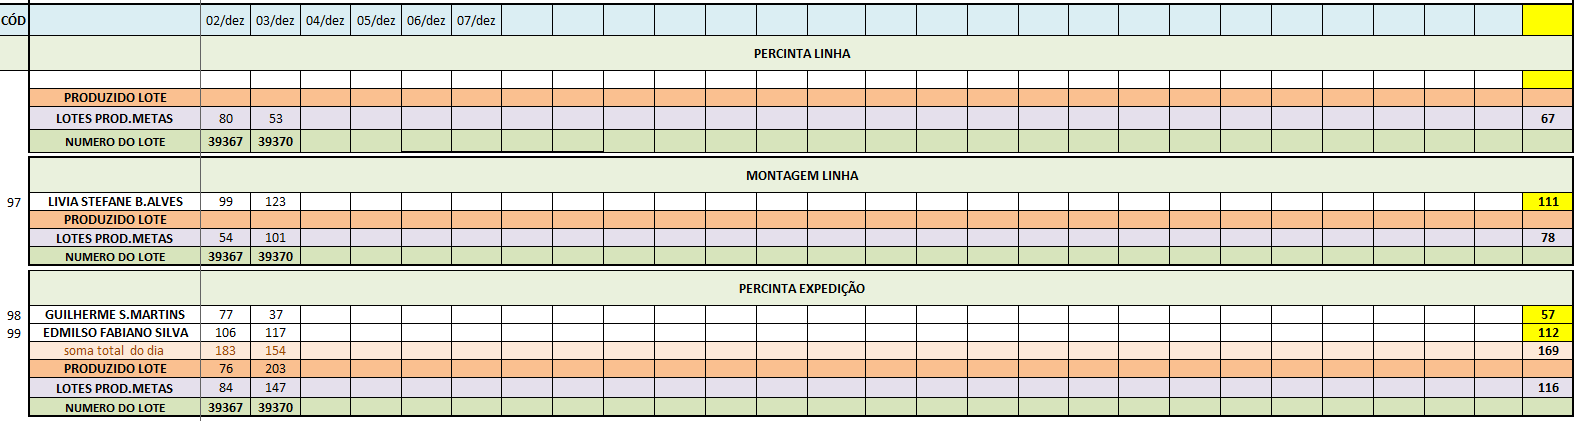 CÓD 02/dez 03/dez 04/dez 05/dez 06/dez 07/dez
PERCINTA LINHA
PRODUZIDO LOTE
LOTES PROD.METAS 80 53 67
NUMERO DO LOTE 39367 39370
MONTAGEM LINHA
97 LIVIA STEFANE B.ALVES 99 123 111
PRODUZIDO LOTE
LOTES PROD.METAS 54 101 78
NUMERO DO LOTE 39367 39370
PERCINTA EXPEDIÇÃO
98 GUILHERME S.MARTINS 77 37 57
99 EDMILSO FABIANO SILVA 106 117 112
soma total do dia 183 154 169
PRODUZIDO LOTE 76 203
LOTES PROD.METAS 84 147 116
NUMERO DO LOTE 39367 39370